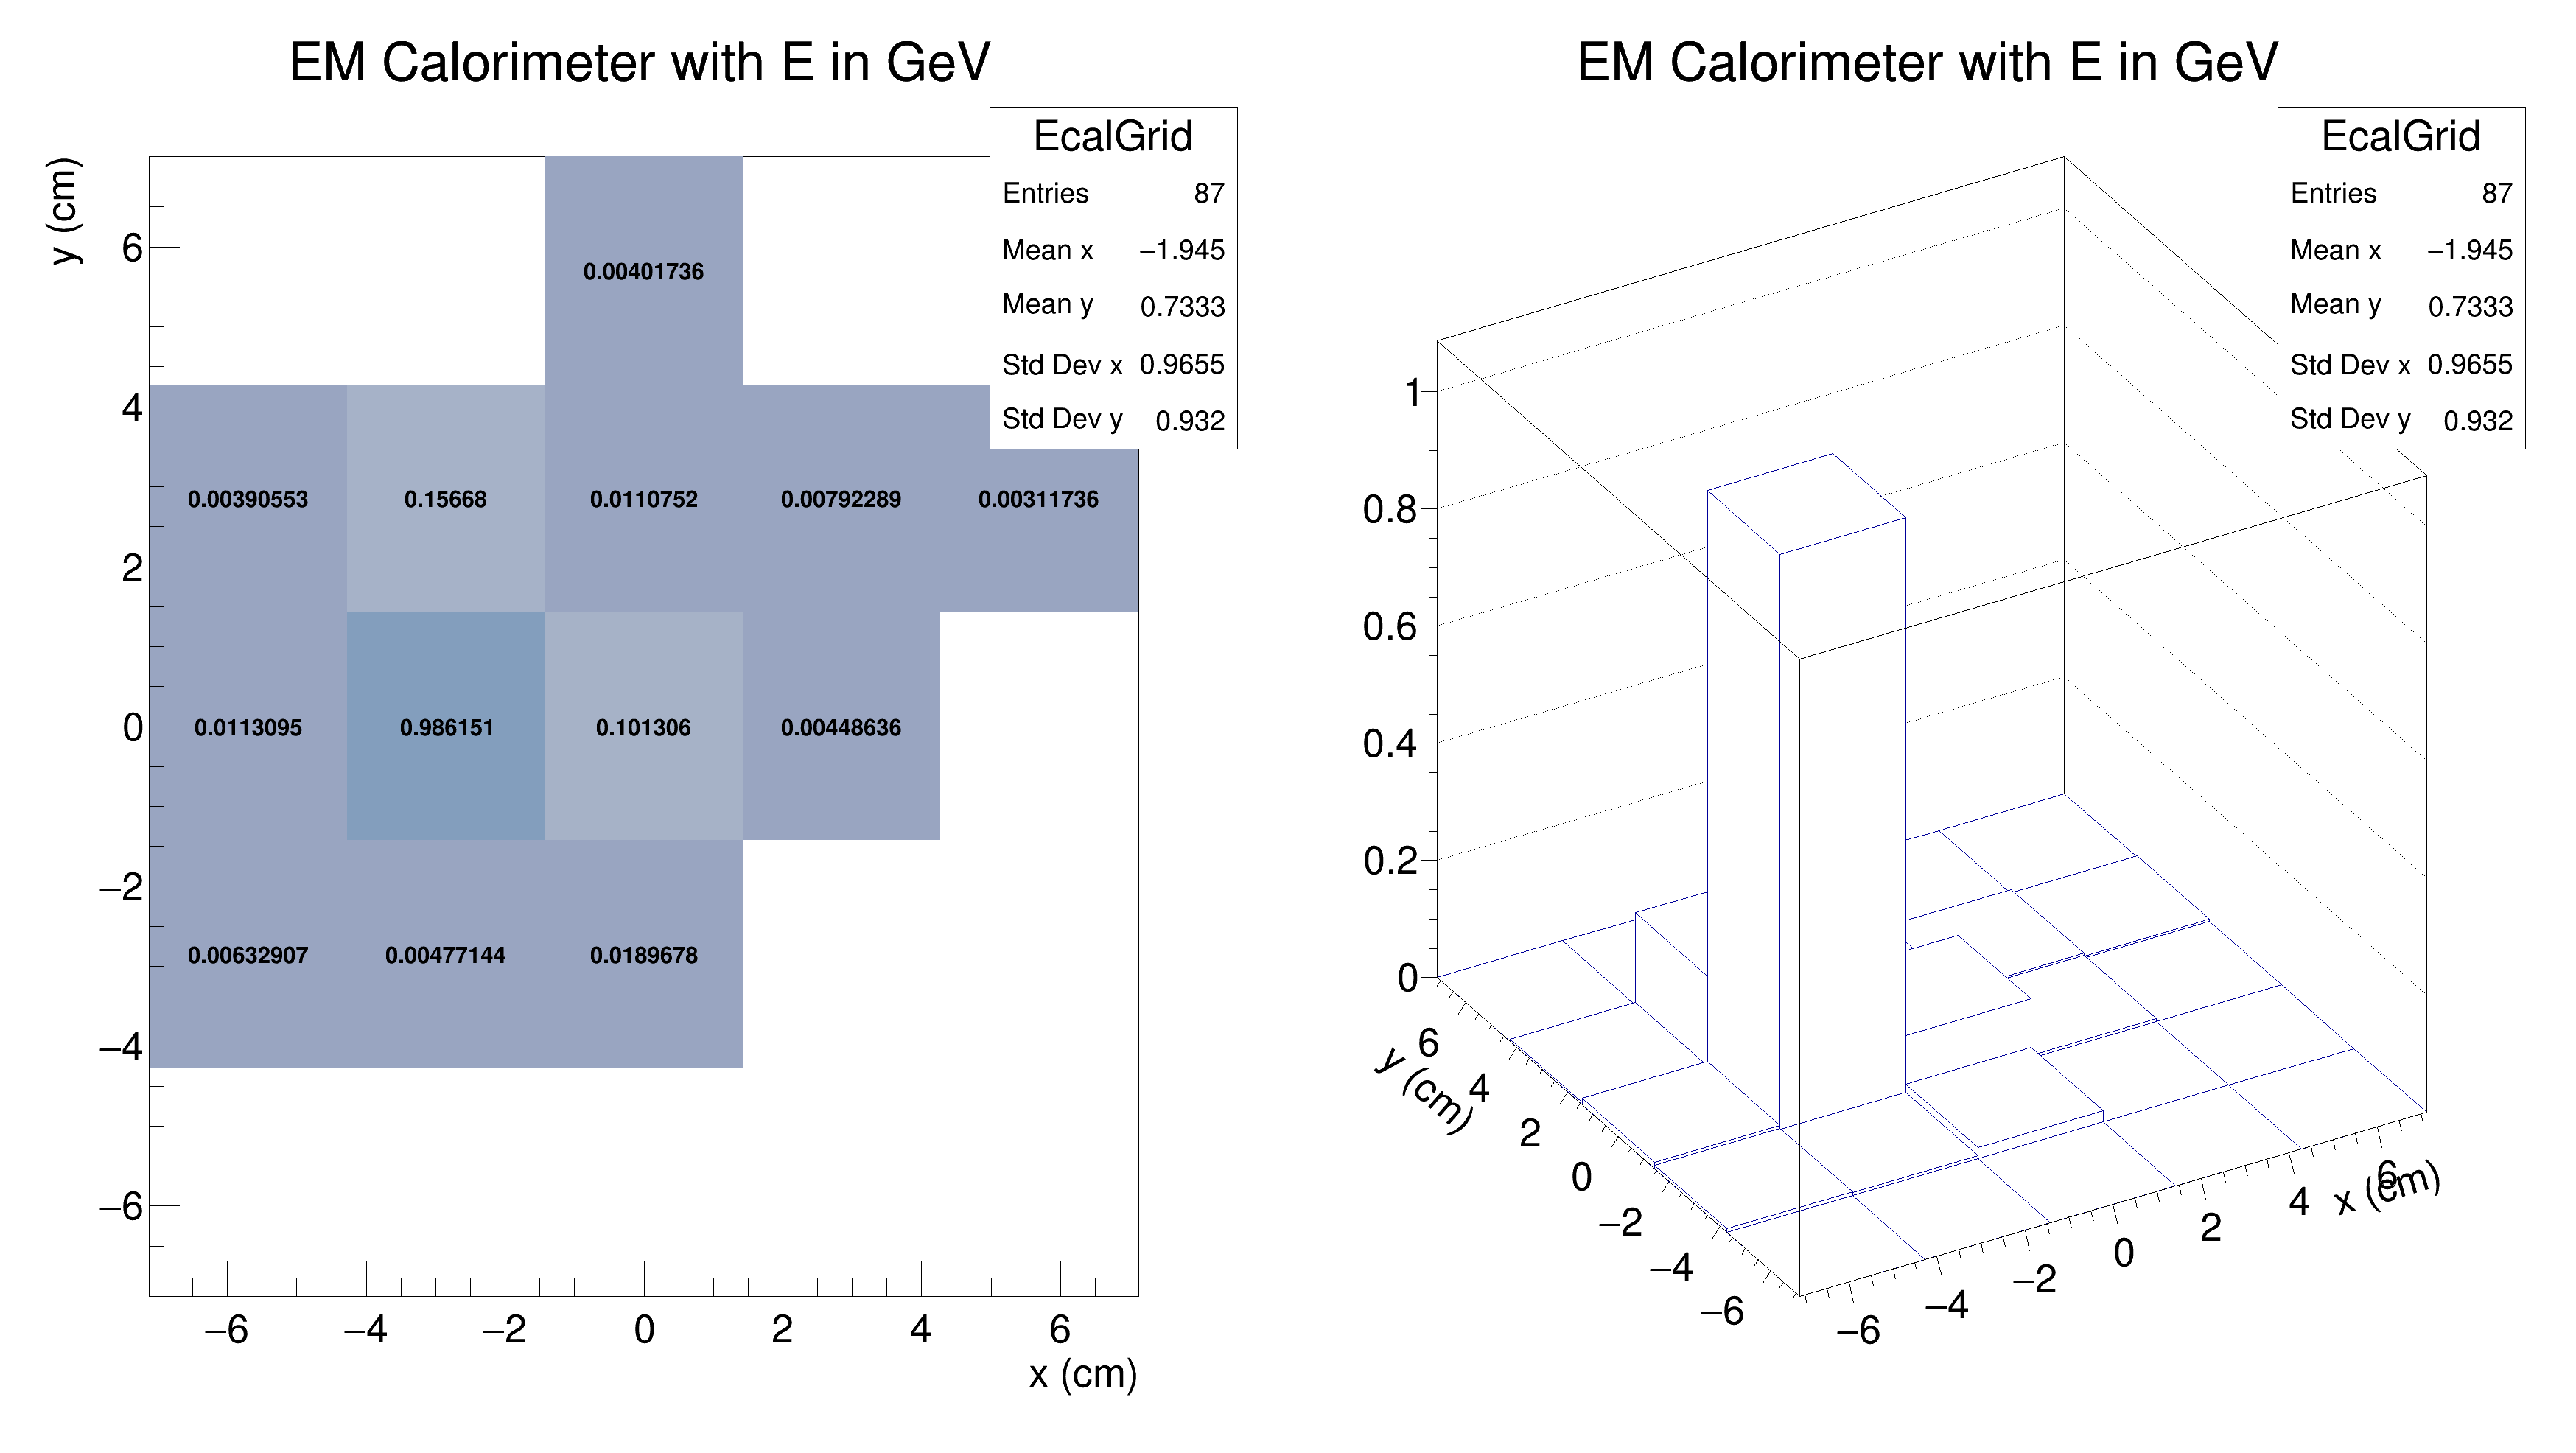 EM Calorimeter with E in GeV
EcalGrid
Entries 87
Mean x −1.945
Mean y 0.7333
Std Dev x 0.9655
Std Dev y 0.932
y (cm)
6
4
2
0
−2
−4
−6
0.00401736
0.00390553 0.15668 0.0110752 0.00792289 0.00311736
0.0113095 0.986151 0.101306 0.00448636
0.00632907 0.00477144 0.0189678
−6 −4 −2 0 2 4 6
x (cm)
EM Calorimeter with E in GeV
EcalGrid
Entries 87
Mean x −1.945
Mean y 0.7333
Std Dev x 0.9655
Std Dev y 0.932
1
0.8
0.6
0.4
0.2
0
6
4
2
0
−2
−4
−6
y (cm)
−6 −4 −2 0 2 4 6
x (cm)